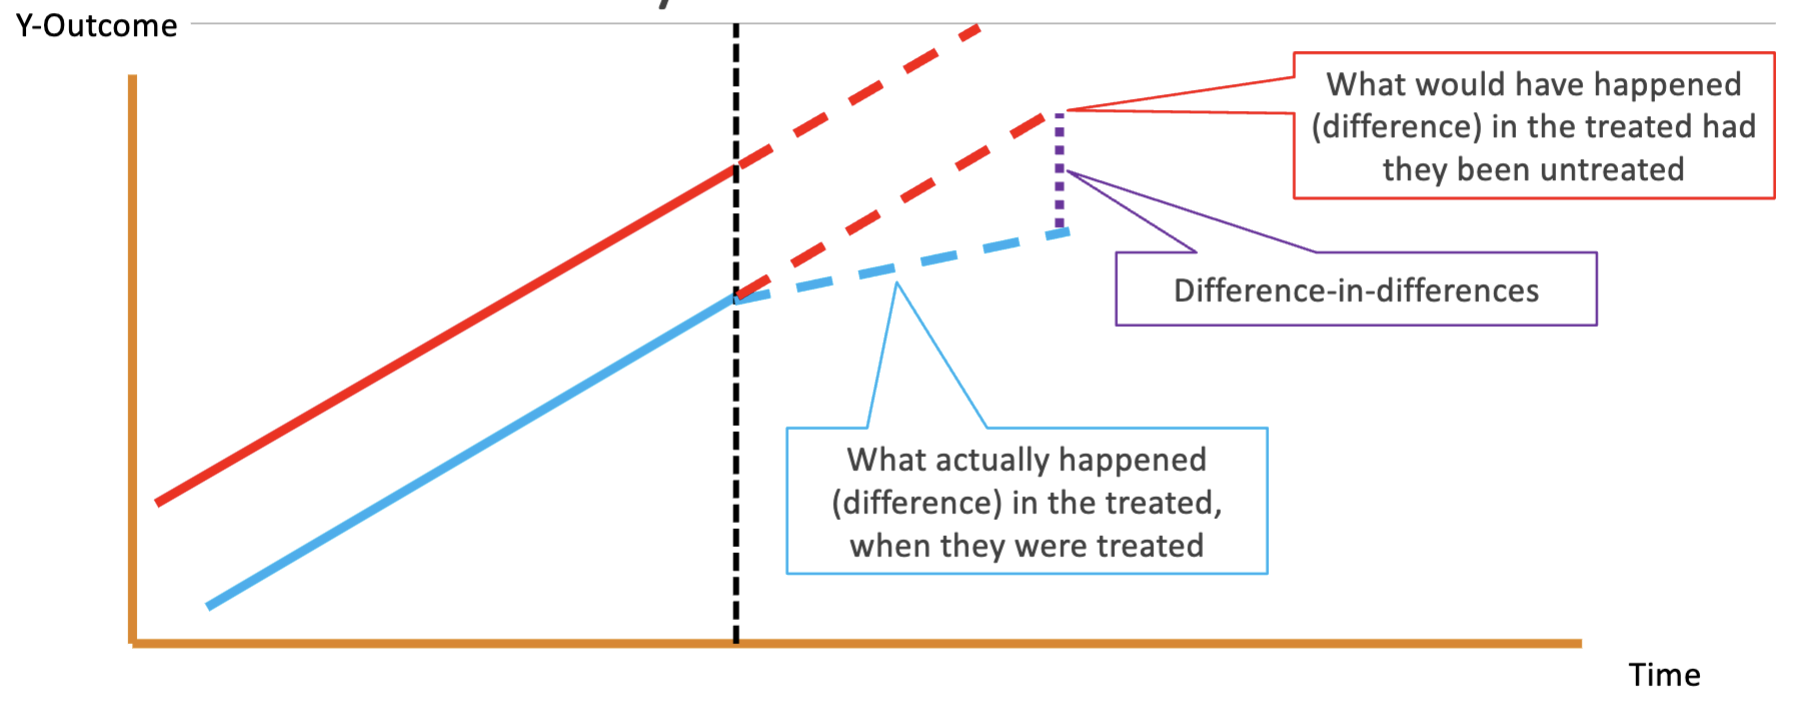 Y-Outcome
What would have happened
(difference) in the treated had
they been untreated
Difference-in-differences
What actually happened
(difference) in the treated,
when they were treated
Time